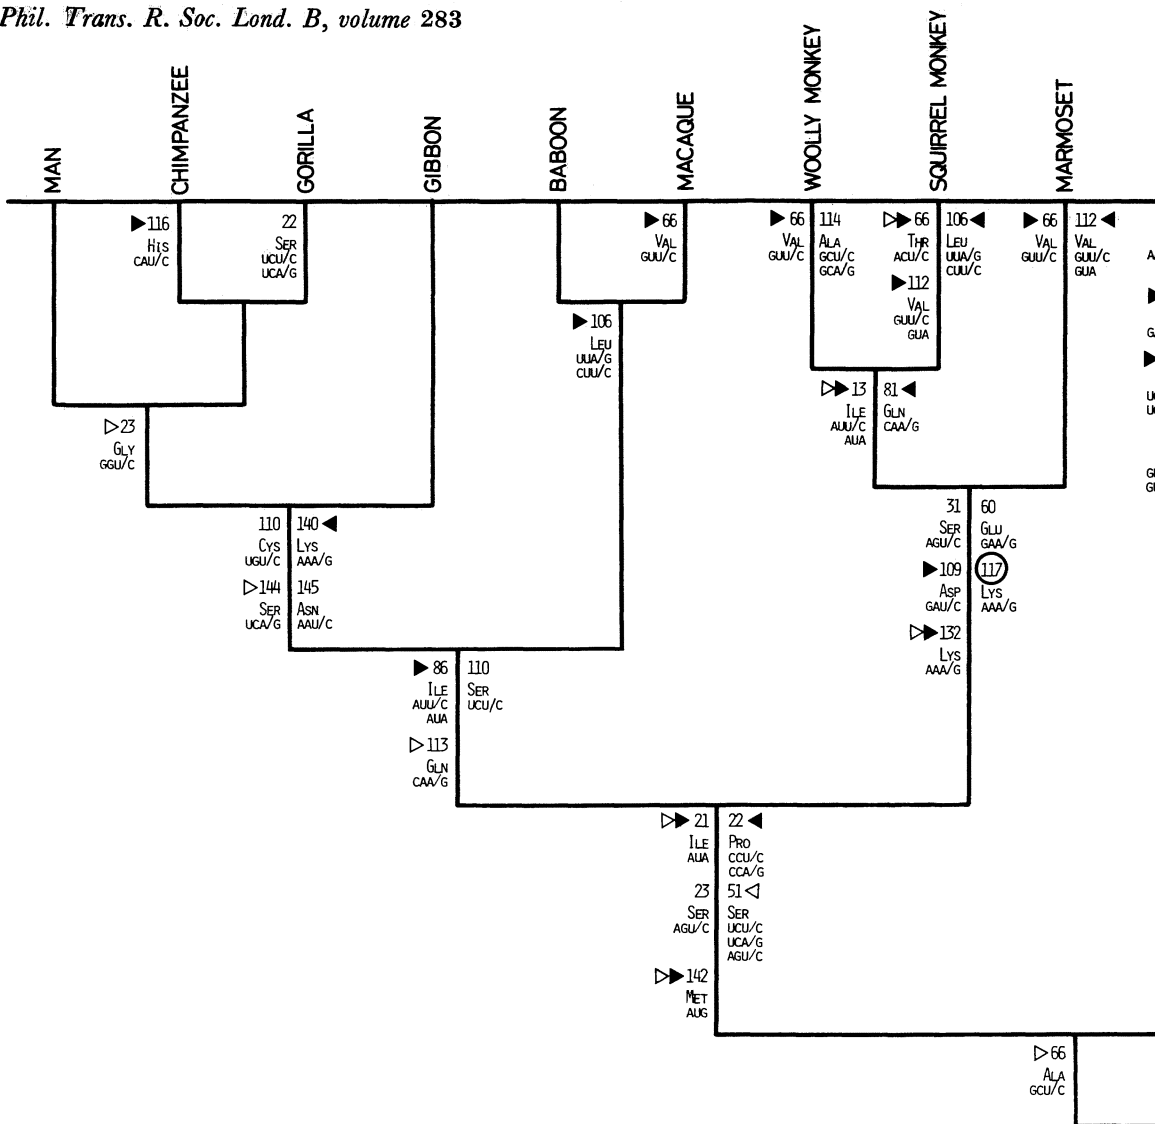 Phil. Trans. R. Soc. Lond. B, volume 283
MAN
CHIMPANZEE
GORILLA
GIBBON
BABOON
MACAQUE
WOOLLY MONKEY
SQUIRREL MONKEY
MARMOSET
▶116
HIS
CAU/C
22
SER
UCU/C
UCA/G
▶66
VAL
GUU/C
▶66
VAL
GUU/C
114
ALA
GCU/C
GCA/G
▷▶66
THR
ACU/C
▶112
VAL
GUU/C
GUA
106◀
LEU
UUA/G
CUU/C
▶66
VAL
GUU/C
112◀
VAL
GUU/C
GUA
▶106
LEU
UUA/G
CUU/C
▷▶13
ILE
AUU/C
AUA
81◀
GLN
CAA/G
▷23
GLY
GGU/C
110
CYS
UGU/C
140◀
LYS
AAA/G
▷144
SER
UCA/G
145
ASN
AAU/C
31
SER
AGU/C
60
GLU
GAA/G
▶109
ASP
GAU/C
117
LYS
AAA/G
▷▶132
LYS
AAA/G
▶86
ILE
AUU/C
AUA
110
SER
UCU/C
▷113
GLN
CAA/G
▷▶21
ILE
AUA
22◀
PRO
CCU/C
CCA/G
23
SER
AGU/C
51◁
SER
UCU/C
UCA/G
AGU/C
▷▶142
MET
AUG
▷66
ALA
GCU/C